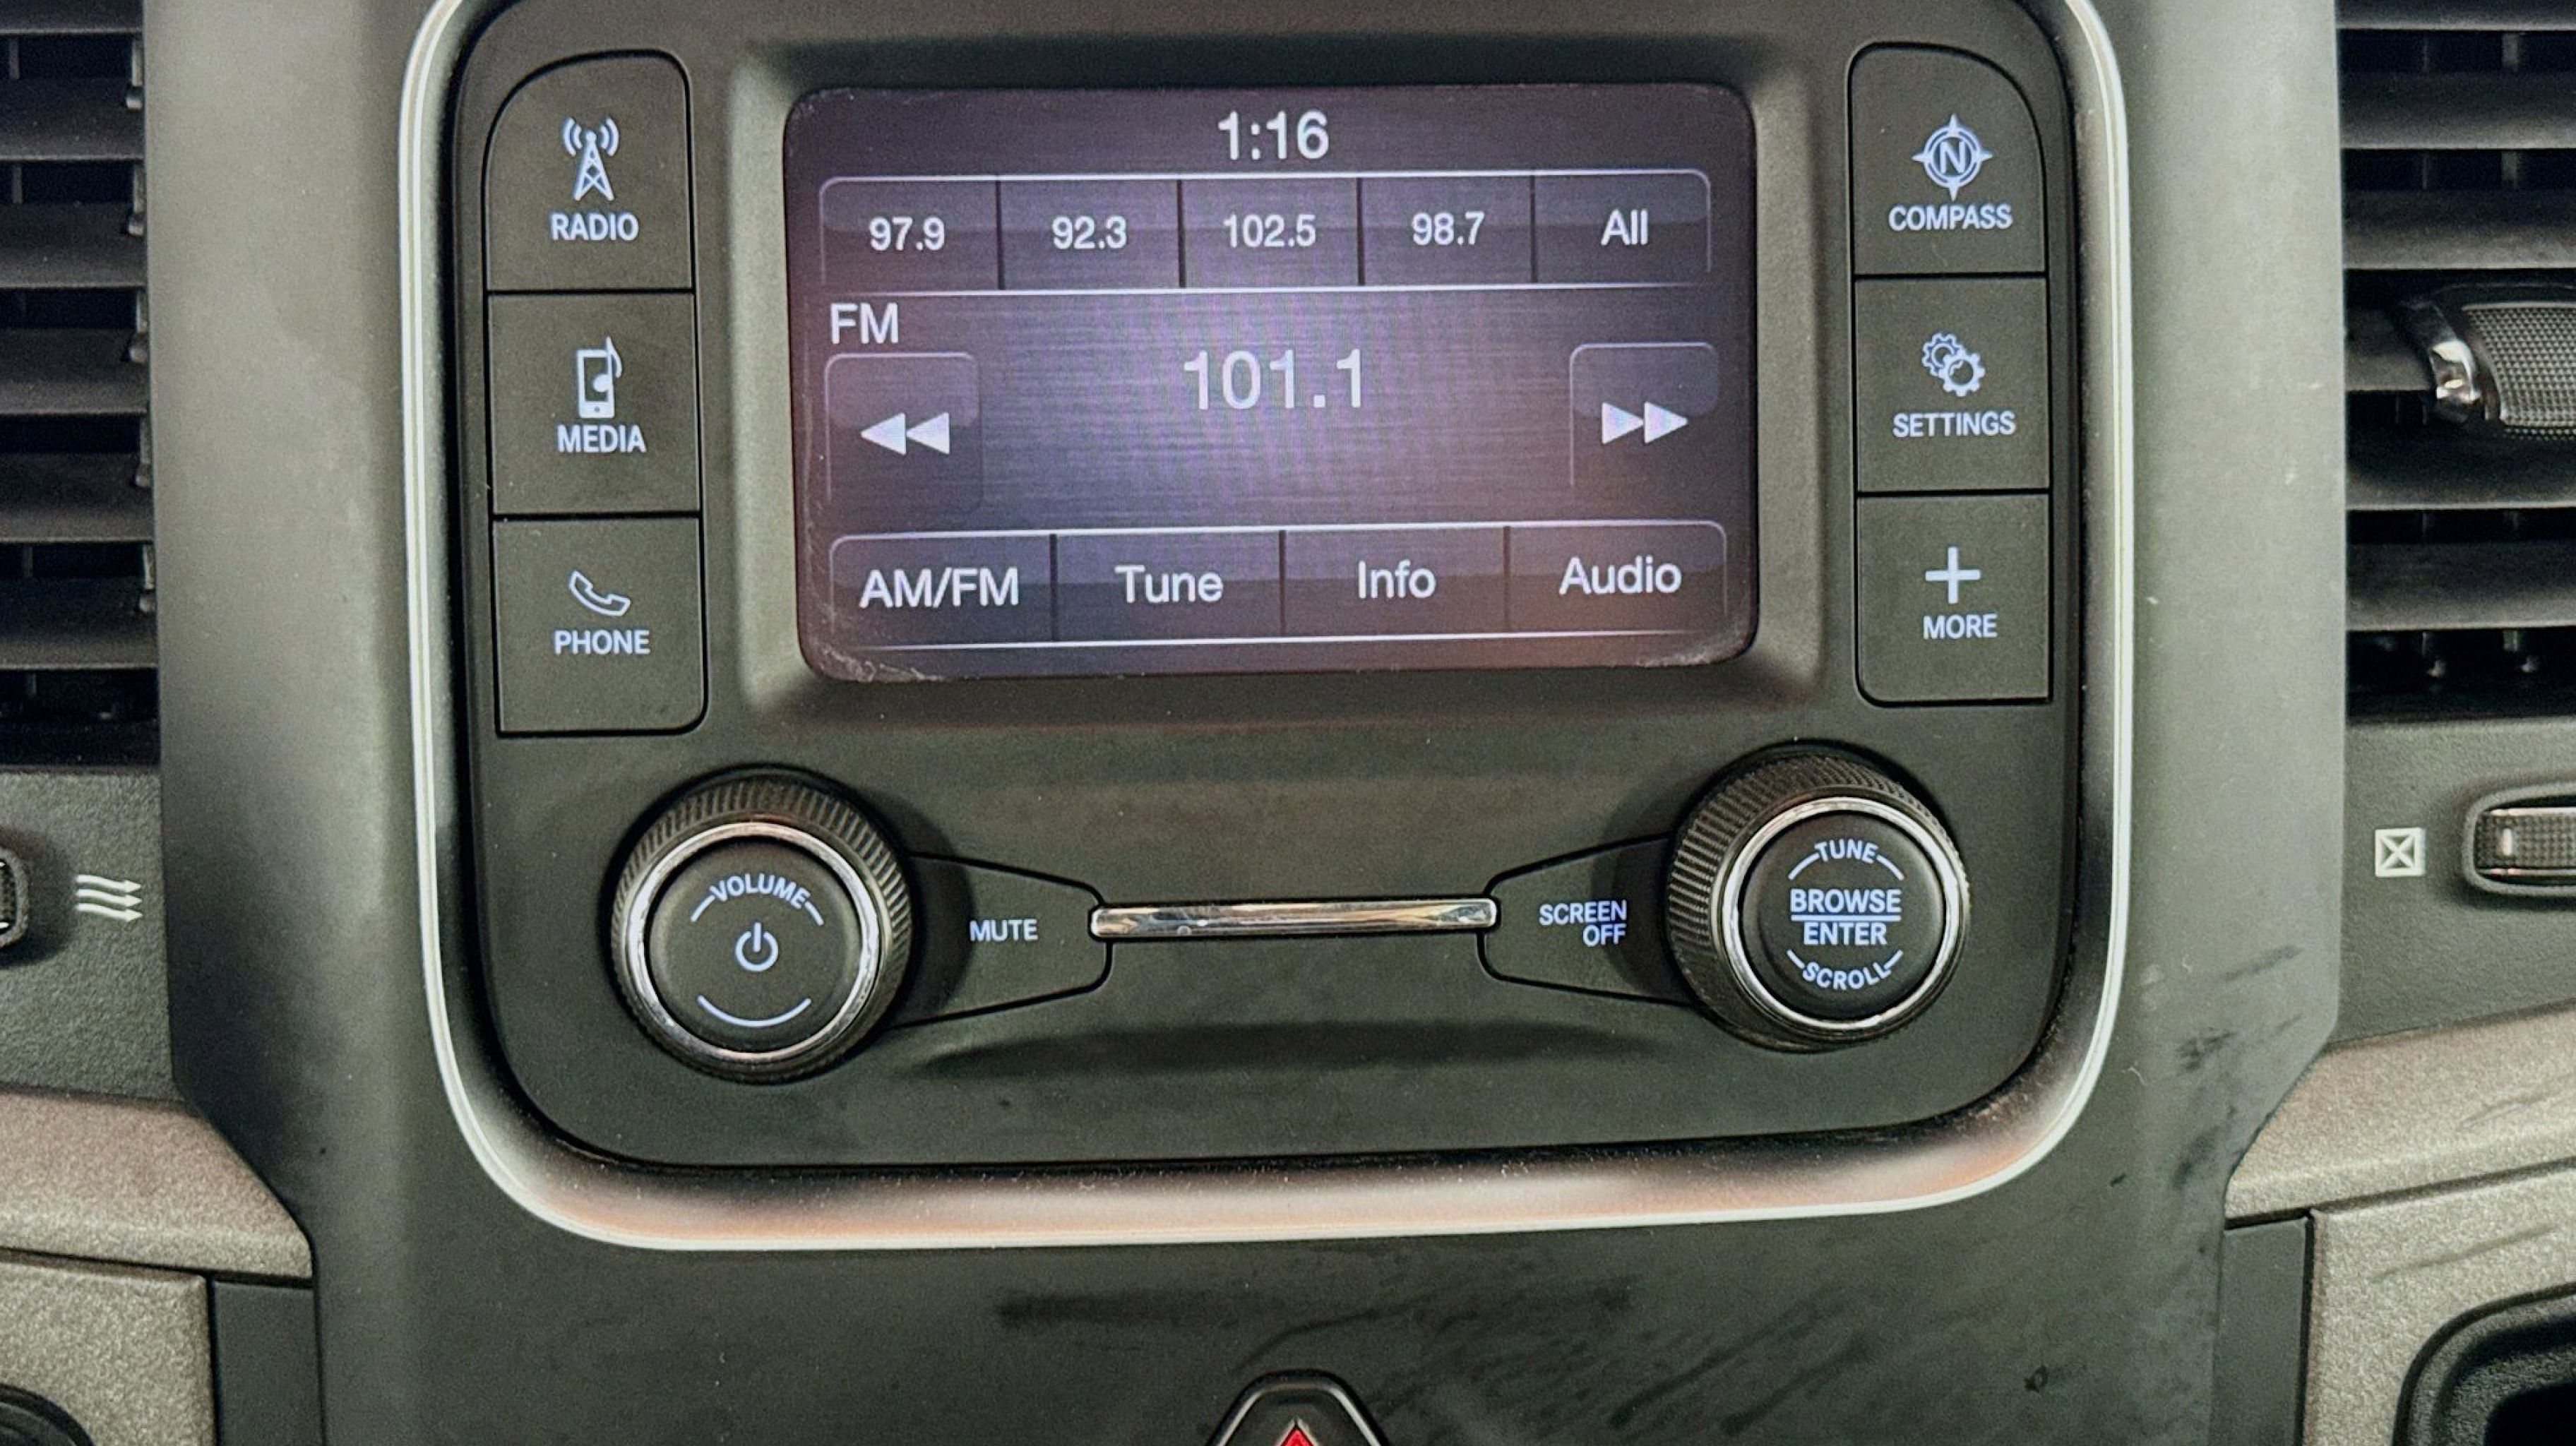 1:16
97.9 92.3 102.5 98.7 All
FM
101.1
AM/FM Tune Info Audio
RADIO
MEDIA
PHONE
N
COMPASS
SETTINGS
MORE
VOLUME
MUTE
SCREEN
OFF
TUNE
BROWSE
ENTER
SCROLL